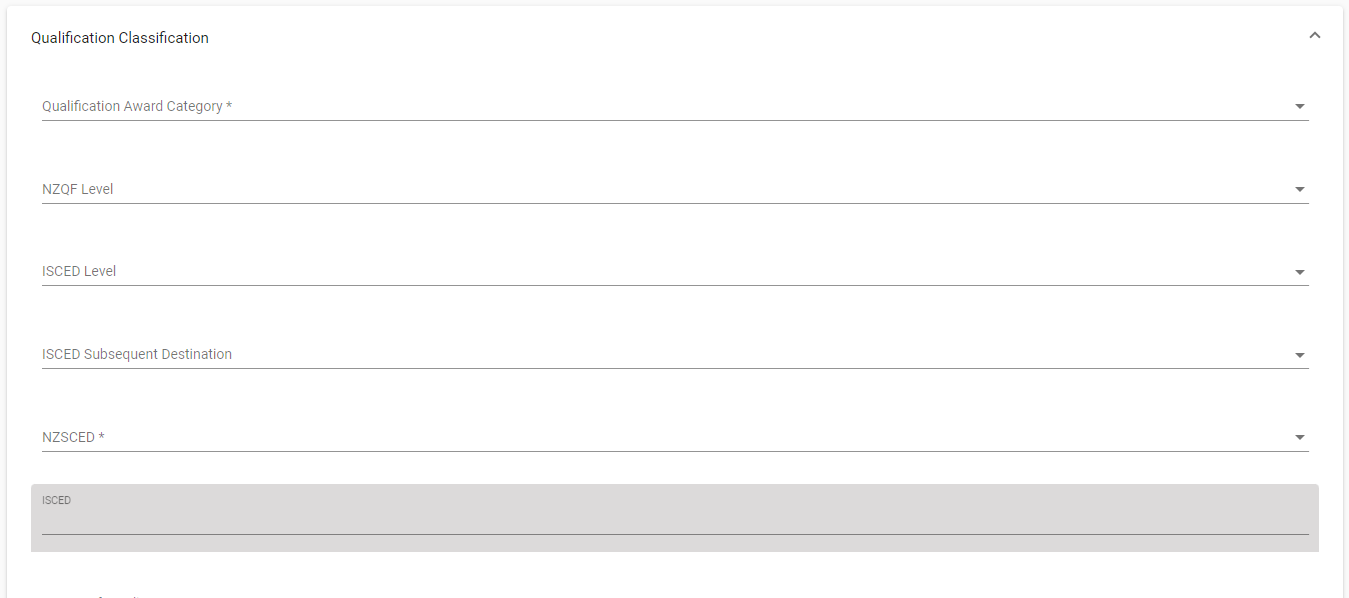 Qualification Classification
Qualification Award Category *
NZQF Level
ISCED Level
ISCED Subsequent Destination
NZSCED *
ISCED